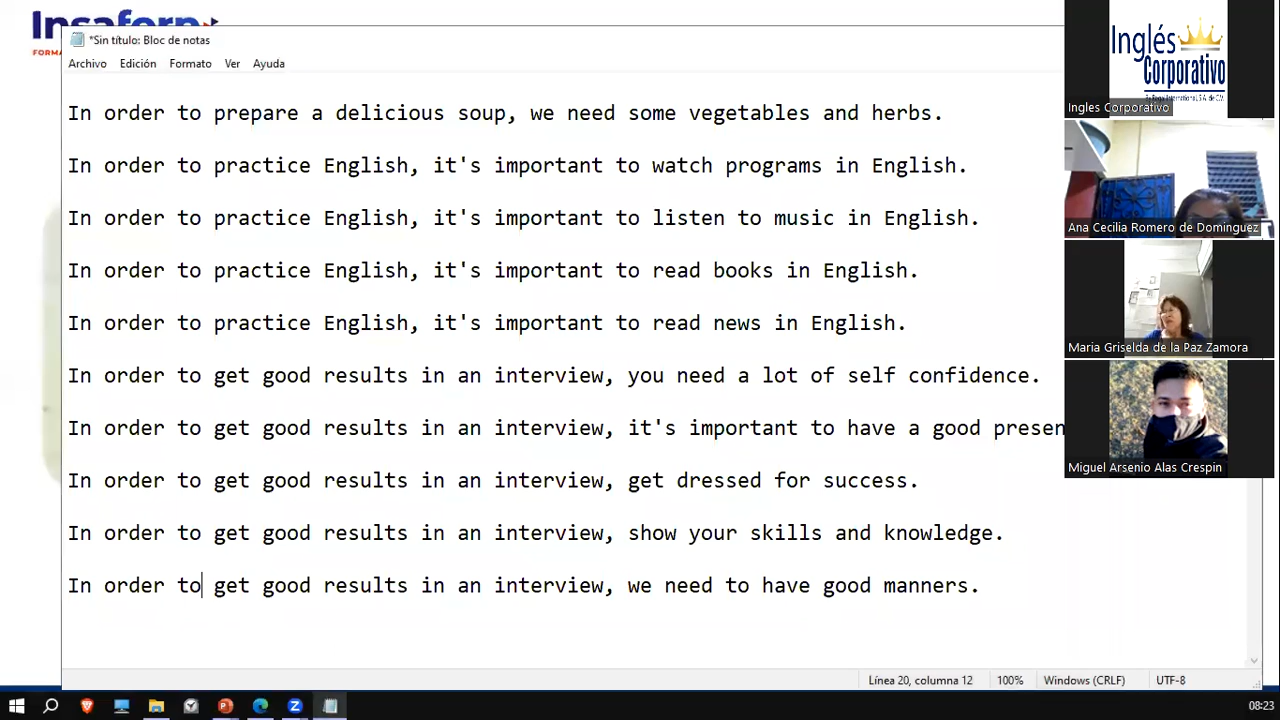 Insaforp
*Sin título: Bloc de notas
Archivo Edición Formato Ver Ayuda
In order to prepare a delicious soup, we need some vegetables and herbs.
In order to practice English, it's important to watch programs in English.
In order to practice English, it's important to listen to music in English.
In order to practice English, it's important to read books in English.
In order to practice English, it's important to read news in English.
In order to get good results in an interview, you need a lot of self confidence.
In order to get good results in an interview, it's important to have a good presen
In order to get good results in an interview, get dressed for success.
In order to get good results in an interview, show your skills and knowledge.
In order to get good results in an interview, we need to have good manners.
Línea 20, columna 12 100% Windows (CRLF) UTF-8
08:23
Inglés
Corporativo
Ingles Corporativo
Ana Cecilia Romero de Dominguez
Maria Griselda de la Paz Zamora
Miguel Arsenio Alas Crespin